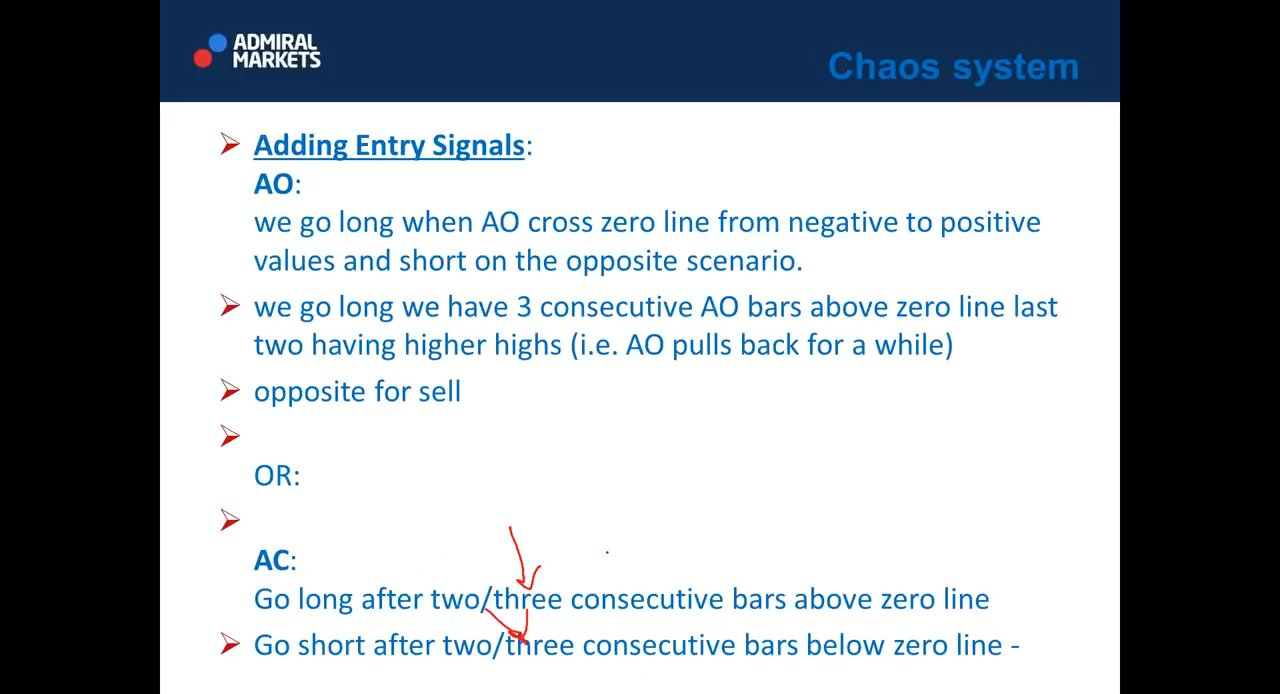 ADMIRAL
MARKETS
Chaos system
Adding Entry Signals:
AO:
we go long when AO cross zero line from negative to positive
values and short on the opposite scenario.
we go long we have 3 consecutive AO bars above zero line last
two having higher highs (i.e. AO pulls back for a while)
opposite for sell
OR:
AC:
Go long after two/three consecutive bars above zero line
Go short after two/three consecutive bars below zero line -